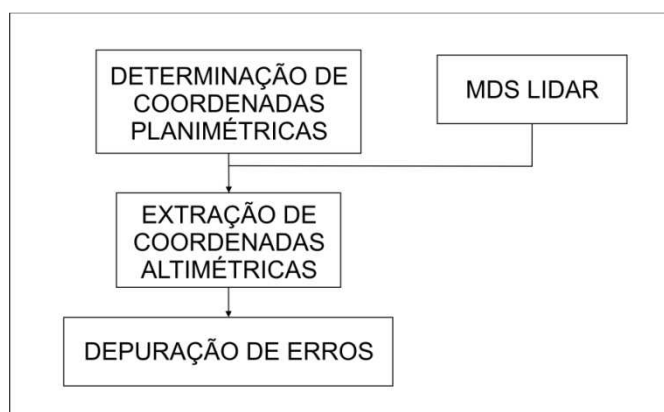 DETERMINAÇÃO DE
COORDENADAS
PLANIMÉTRICAS
MDS LIDAR
EXTRAÇÃO DE
COORDENADAS
ALTIMÉTRICAS
DEPURAÇÃO DE ERROS